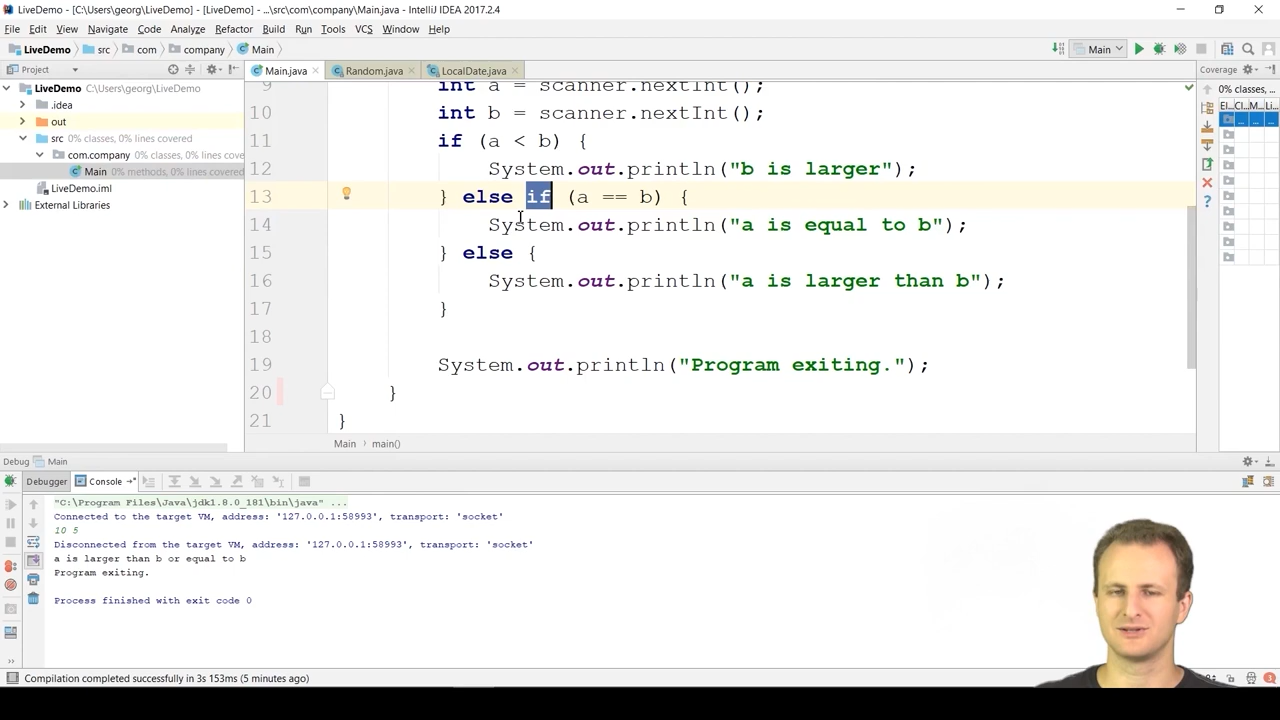 LiveDemo - [C:\Users\georg\LiveDemo] - [LiveDemo] - ...\src\com\company\Main.java - IntelliJ IDEA 2017.2.4
File Edit View Navigate Code Analyze Refactor Build Run Tools VCS Window Help
LiveDemo src com company Main Main
Project Main.java Random.java LocalDate.java Coverage
LiveDemo C:\Users\georg\LiveDemo
.idea
out
src 0% classes, 0% lines covered
com.company 0% classes, 0% lines cove
Main 0% methods, 0% lines covered
LiveDemo.iml
External Libraries
9 int a = scanner.nextInt();
10 int b = scanner.nextInt();
11 if (a < b) {
12 System.out.println("b is larger");
13 } else if (a == b) {
14 System.out.println("a is equal to b");
15 } else {
16 System.out.println("a is larger than b");
17 }
18
19 System.out.println("Program exiting.");
20 }
21 }
Main main()
0% classes,
El... Cl... M... Li...
... ... ...
Debug Main
Debugger Console
"C:\Program Files\Java\jdk1.8.0_181\bin\java" ...
Connected to the target VM, address: '127.0.0.1:58993', transport: 'socket'
10 5
Disconnected from the target VM, address: '127.0.0.1:58993', transport: 'socket'
a is larger than b or equal to b
Program exiting.
Process finished with exit code 0
Compilation completed successfully in 3s 153ms (5 minutes ago)